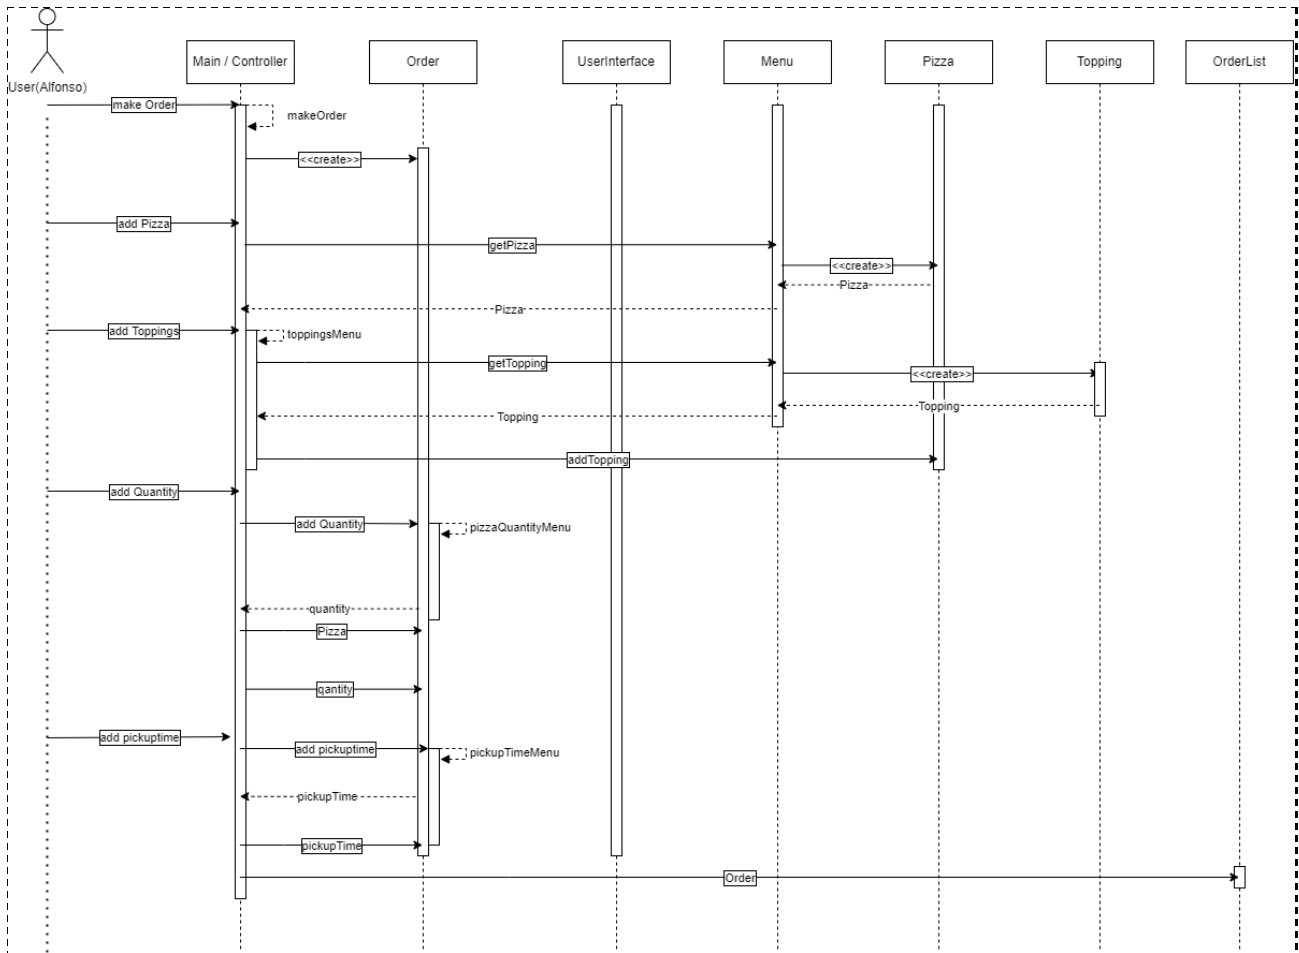 User(Alfonso)
Main / Controller
Order
UserInterface
Menu
Pizza
Topping
OrderList
make Order
makeOrder
<<create>>
add Pizza
getPizza
<<create>>
Pizza
Pizza
add Toppings
toppingsMenu
getTopping
<<create>>
Topping
Topping
addTopping
add Quantity
add Quantity
pizzaQuantityMenu
quantity
Pizza
qantity
add pickuptime
add pickuptime
pickupTimeMenu
pickupTime
pickupTime
Order